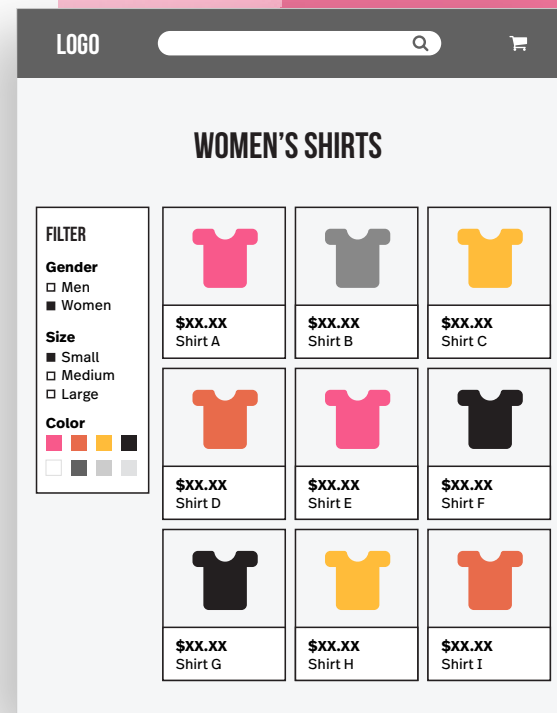 LOGO
WOMEN’S SHIRTS
FILTER
Gender
Men
Women
Size
Small
Medium
Large
Color
$XX.XX
Shirt A
$XX.XX
Shirt B
$XX.XX
Shirt C
$XX.XX
Shirt D
$XX.XX
Shirt E
$XX.XX
Shirt F
$XX.XX
Shirt G
$XX.XX
Shirt H
$XX.XX
Shirt I